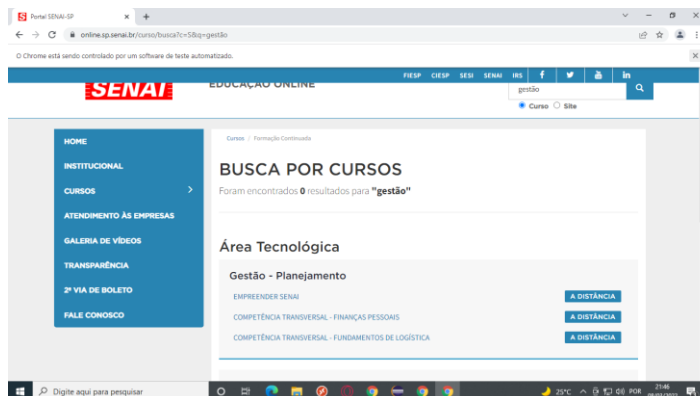 Portal SENAI-SP
online.sp.senai.br/curso/busca?c=S&q=gestão
O Chrome está sendo controlado por um software de teste automatizado.
FIESP CIESP SESI SENAI IRS
SENAI
EDUCAÇÃO ONLINE
gestão
Curso Site
HOME
INSTITUCIONAL
CURSOS
ATENDIMENTO ÀS EMPRESAS
GALERIA DE VÍDEOS
TRANSPARÊNCIA
2ª VIA DE BOLETO
FALE CONOSCO
Cursos / Formação Continuada
BUSCA POR CURSOS
Foram encontrados 0 resultados para "gestão"
Área Tecnológica
Gestão - Planejamento
EMPREENDER SENAI A DISTÂNCIA
COMPETÊNCIA TRANSVERSAL - FINANÇAS PESSOAIS A DISTÂNCIA
COMPETÊNCIA TRANSVERSAL - FUNDAMENTOS DE LOGÍSTICA A DISTÂNCIA
Digite aqui para pesquisar
25°C POR 21:46